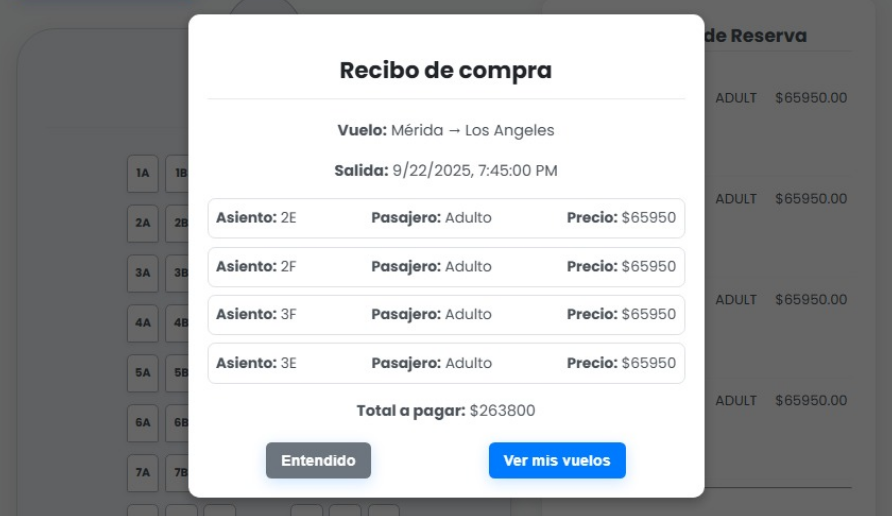 Recibo de compra
de Reserva
Vuelo: Mérida → Los Angeles
Salida: 9/22/2025, 7:45:00 PM
Asiento: 2E Pasajero: Adulto Precio: $65950
Asiento: 2F Pasajero: Adulto Precio: $65950
Asiento: 3F Pasajero: Adulto Precio: $65950
Asiento: 3E Pasajero: Adulto Precio: $65950
Total a pagar: $263800
Entendido Ver mis vuelos
ADULT $65950.00
ADULT $65950.00
ADULT $65950.00
ADULT $65950.00
1A 1B
2A 2B
3A 3B
4A 4B
5A 5B
6A 6B
7A 7B